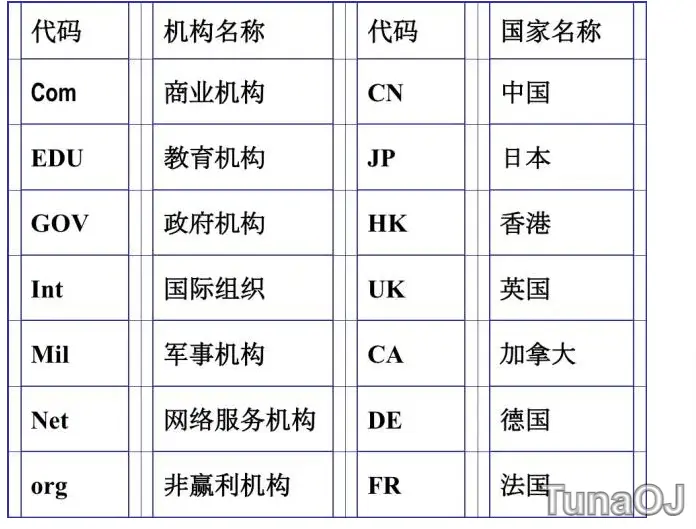 代码 机构名称 代码 国家名称
Com 商业机构 CN 中国
EDU 教育机构 JP 日本
GOV 政府机构 HK 香港
Int 国际组织 UK 英国
Mil 军事机构 CA 加拿大
Net 网络服务机构 DE 德国
org 非赢利机构 FR 法国
TunaOJ